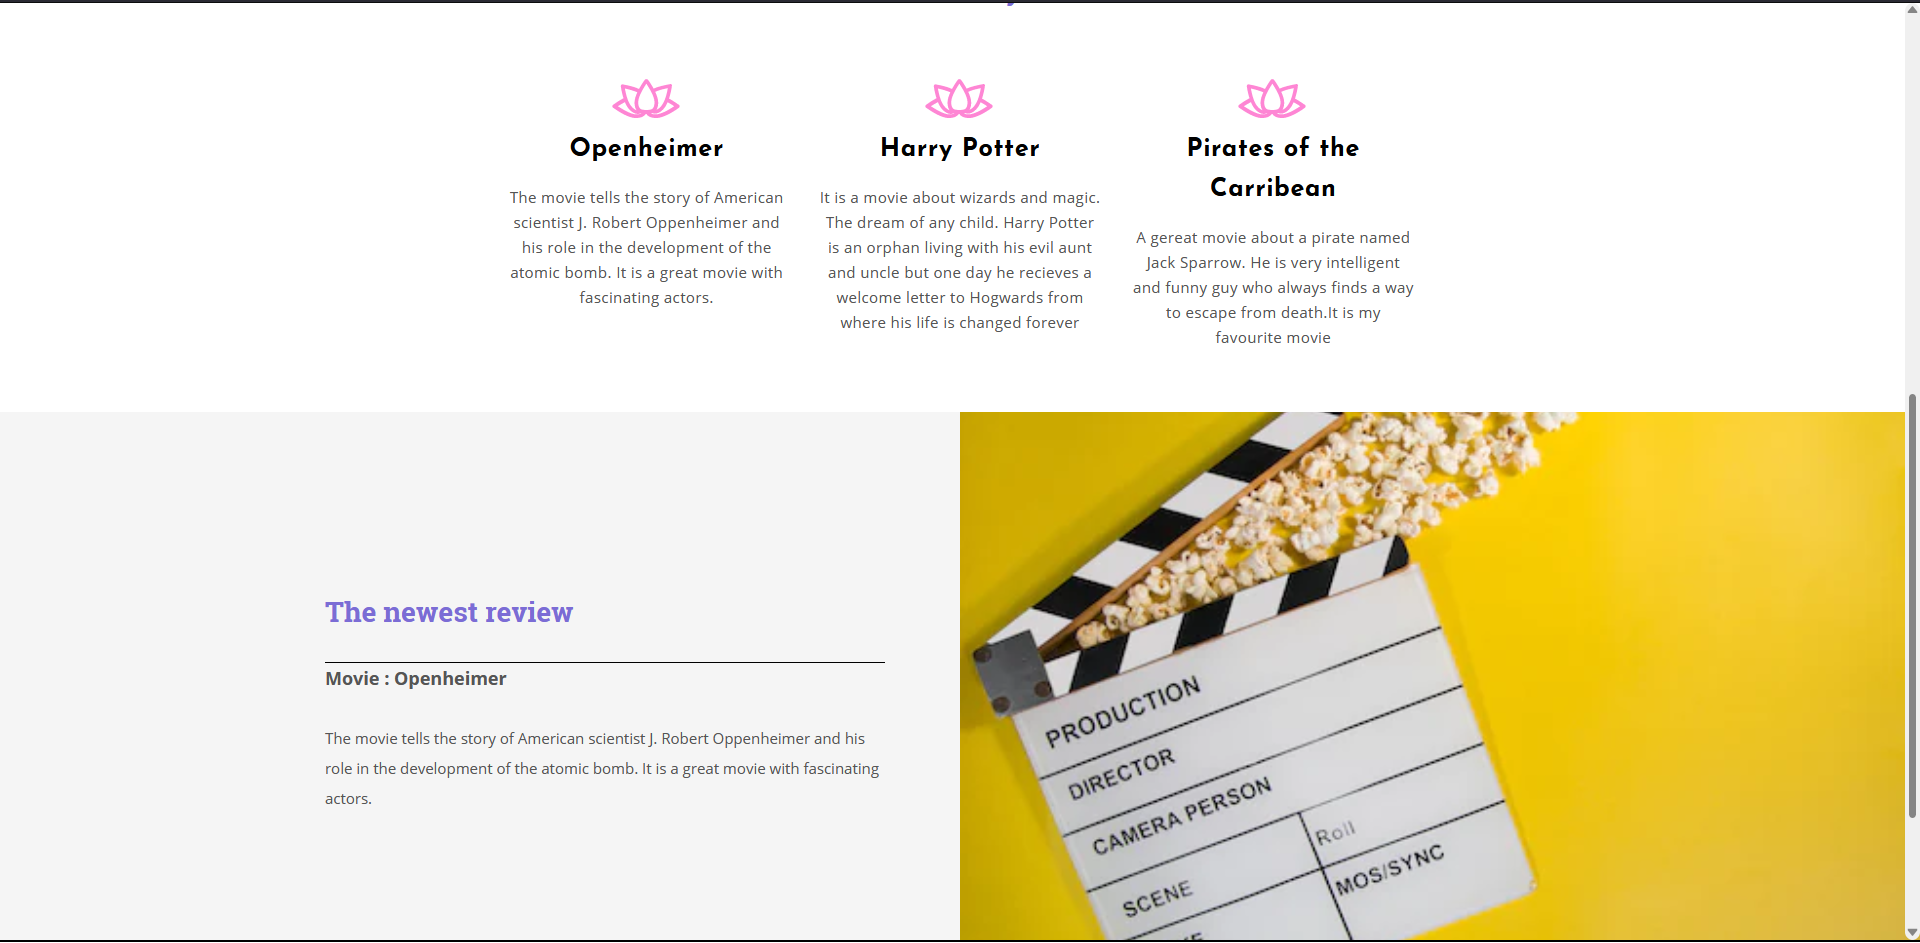 Openheimer
The movie tells the story of American
scientist J. Robert Oppenheimer and
his role in the development of the
atomic bomb. It is a great movie with
fascinating actors.
Harry Potter
It is a movie about wizards and magic.
The dream of any child. Harry Potter
is an orphan living with his evil aunt
and uncle but one day he recieves a
welcome letter to Hogwards from
where his life is changed forever
Pirates of the
Carribean
A gereat movie about a pirate named
Jack Sparrow. He is very intelligent
and funny guy who always finds a way
to escape from death.It is my
favourite movie
The newest review
Movie : Openheimer
The movie tells the story of American scientist J. Robert Oppenheimer and his
role in the development of the atomic bomb. It is a great movie with fascinating
actors.
PRODUCTION
DIRECTOR
CAMERA PERSON
Roll
SCENE
MOS/SYNC